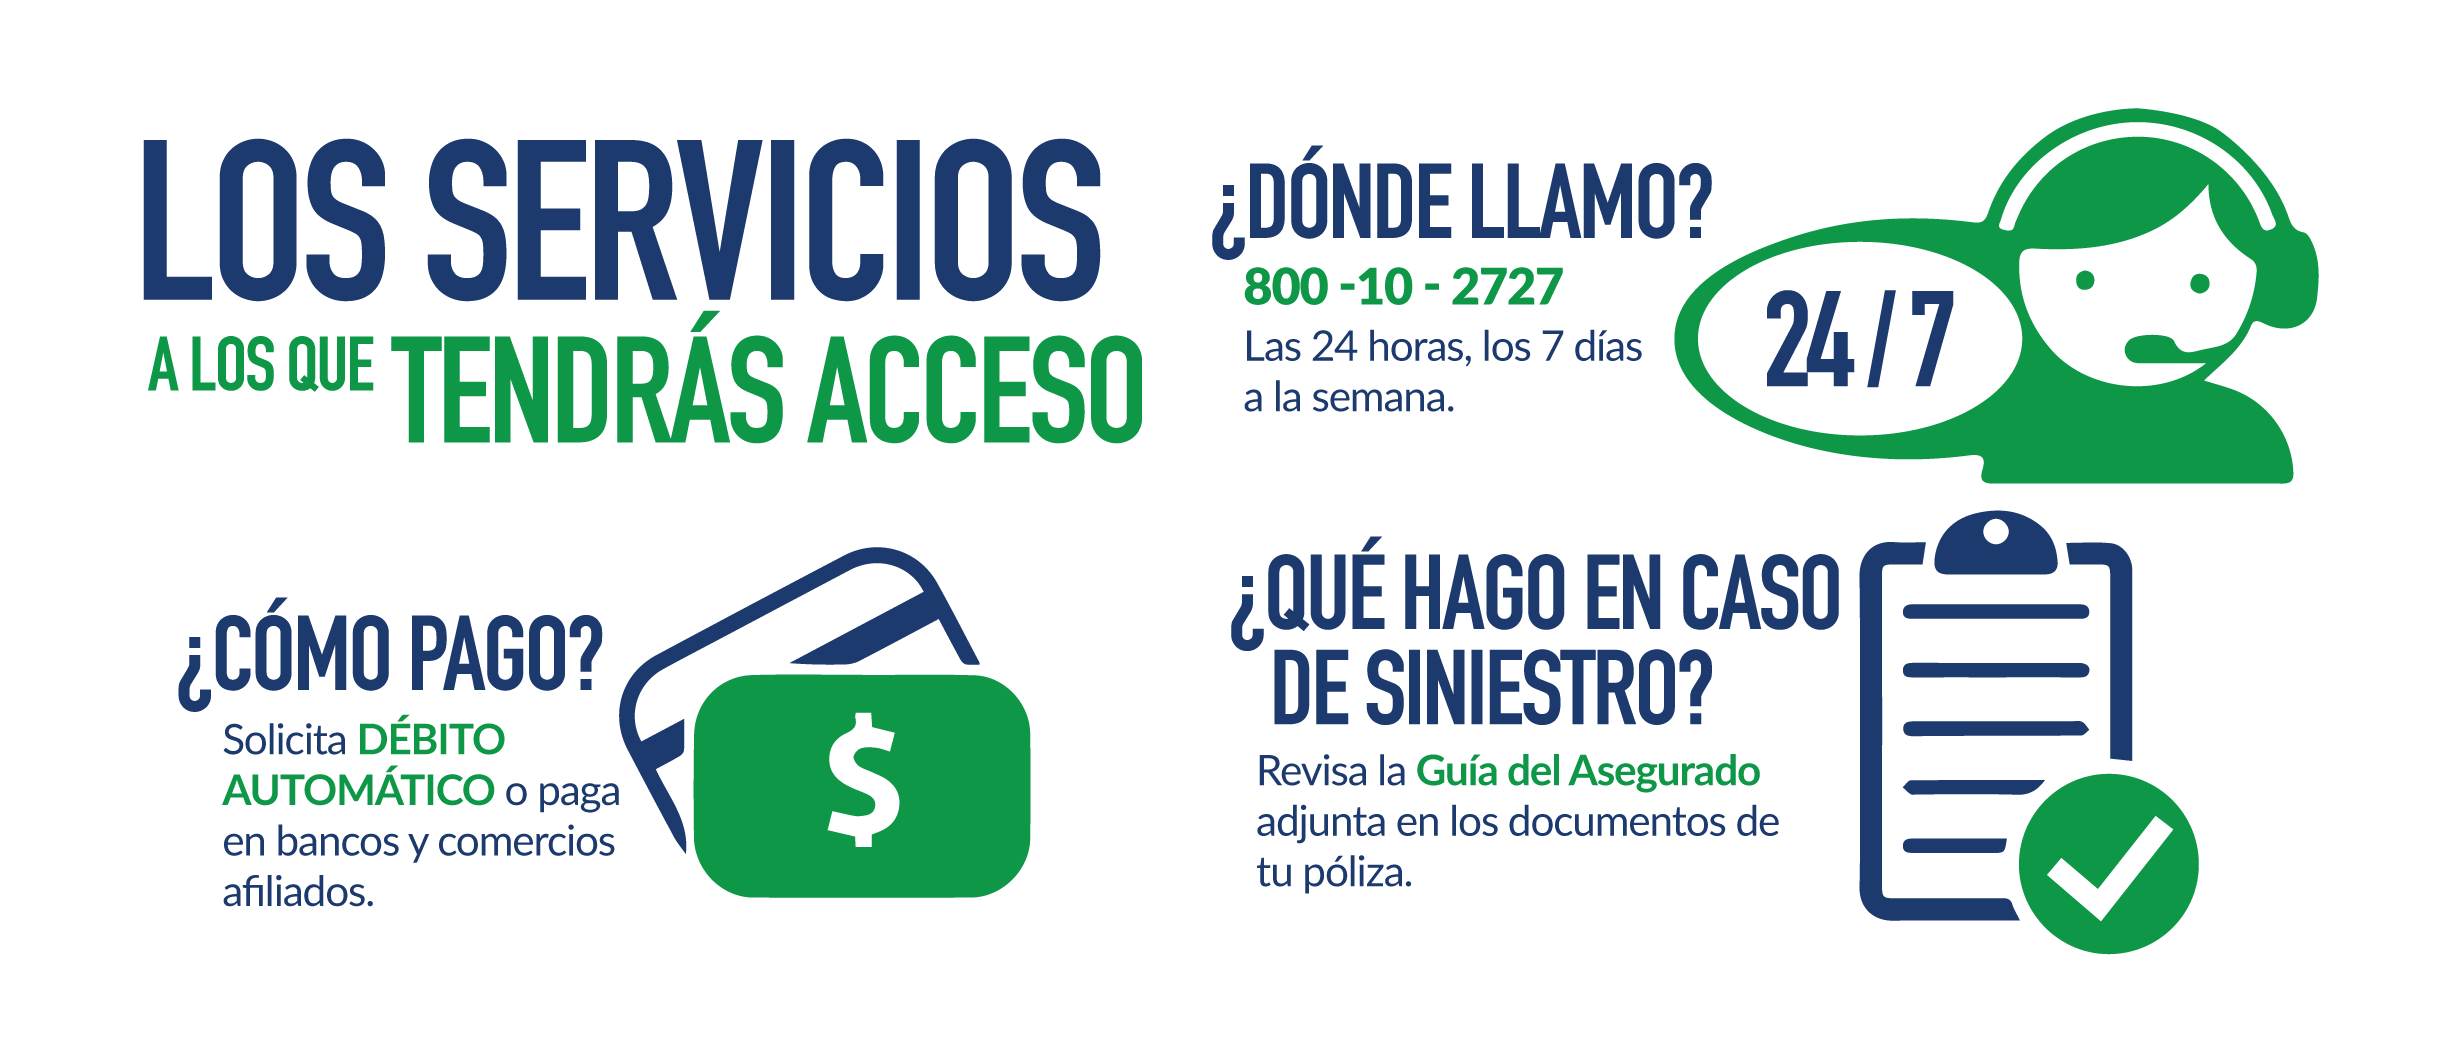 LOS SERVICIOS
A LOS QUE TENDRÁS ACCESO
¿DÓNDE LLAMO?
800 -10 - 2727
Las 24 horas, los 7 días
a la semana.
24/7
¿CÓMO PAGO?
Solicita DÉBITO
AUTOMÁTICO o paga
en bancos y comercios
afiliados.
$
¿QUÉ HAGO EN CASO
DE SINIESTRO?
Revisa la Guía del Asegurado
adjunta en los documentos de
tu póliza.